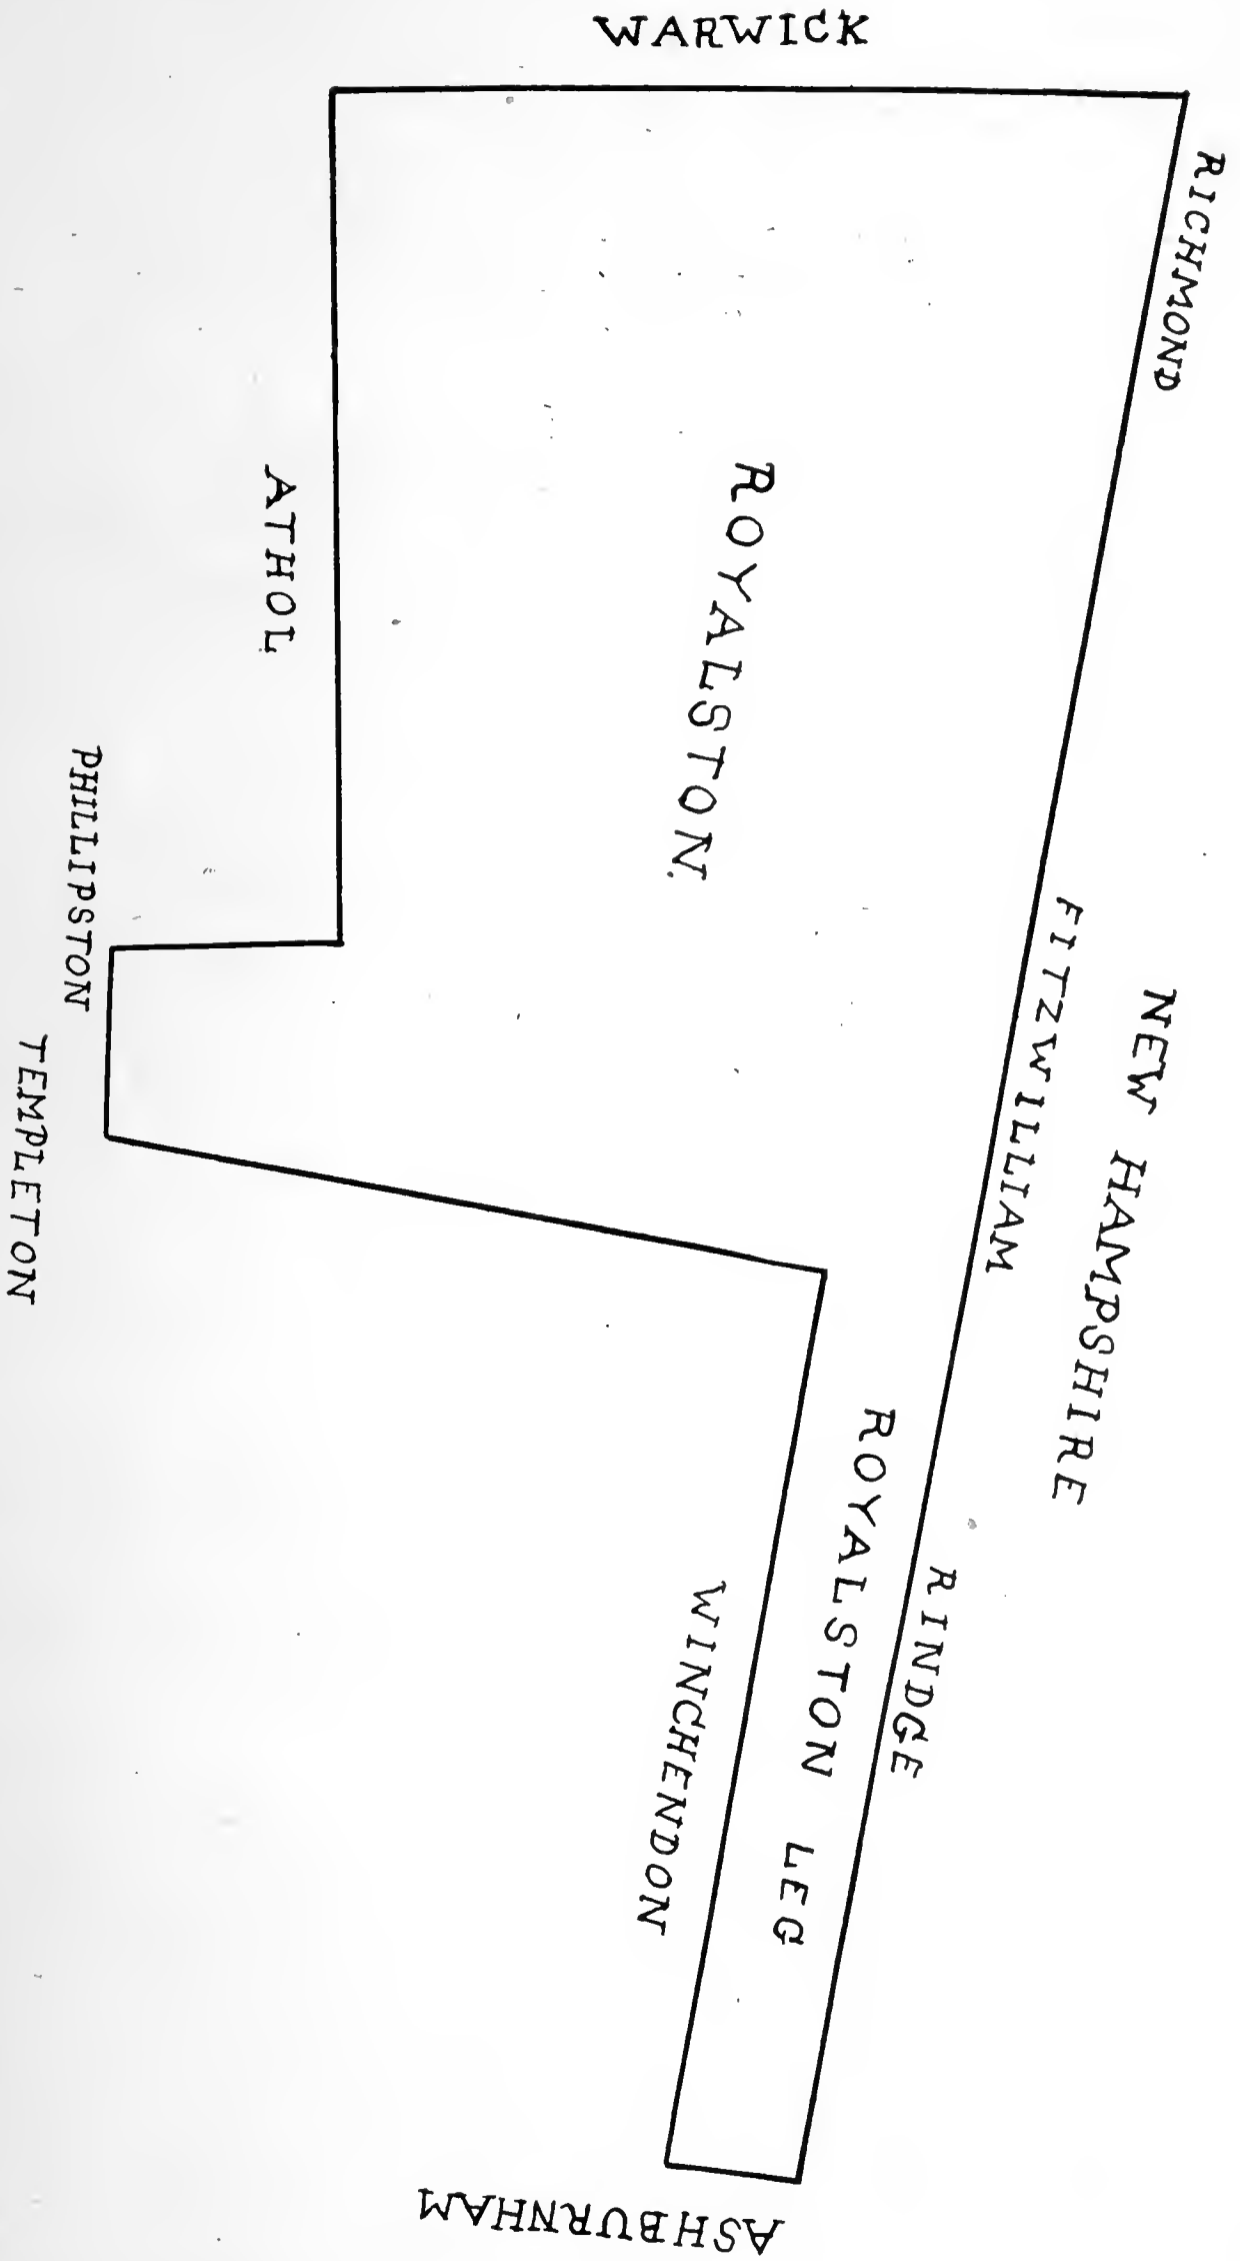 WARWICK
RICHMOND
ROYALSTON.
ATHOL.
PHILLIPSTON
TEMPLETON
FITZWILLIAM
NEW HAMPSHIRE
ROYALSTON LEG
RINDGE
WINCHENDON
ASHBURNHAM